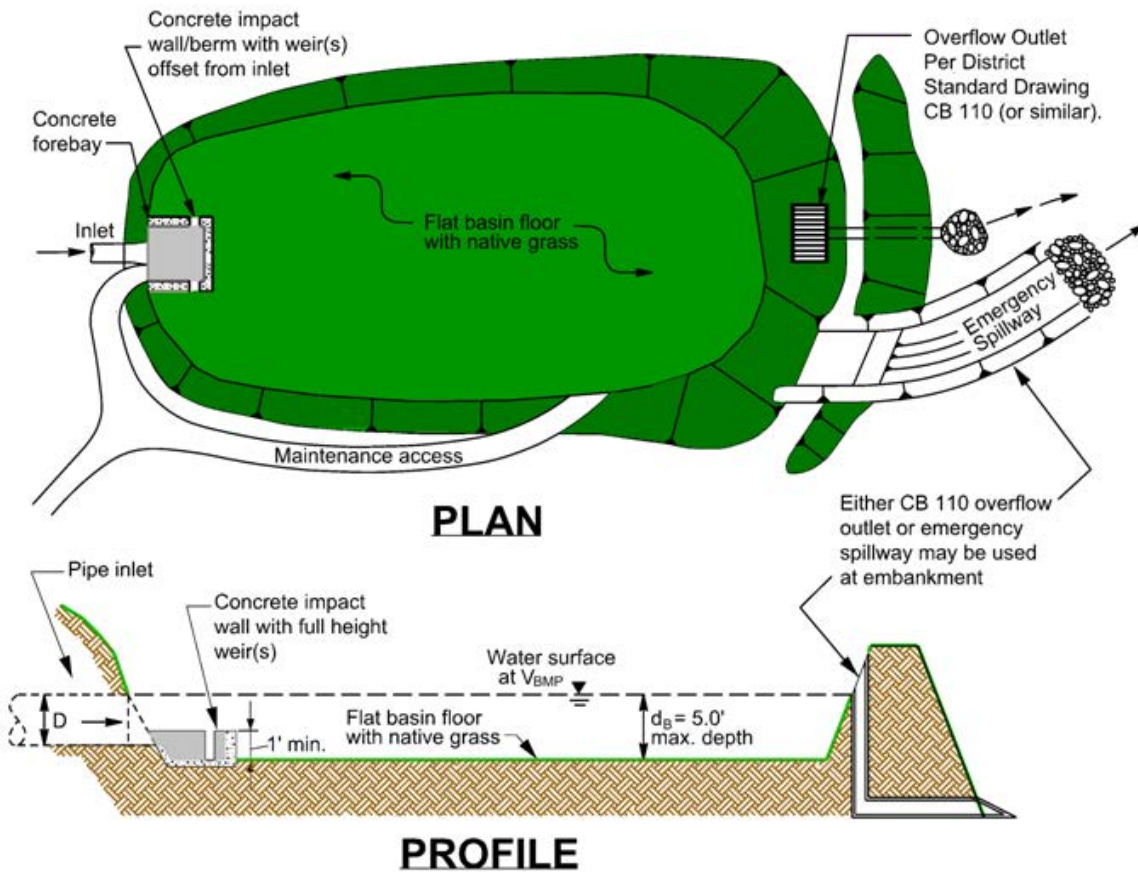 Concrete impact
wall/berm with weir(s)
offset from inlet
Overflow Outlet
Per District
Standard Drawing
CB 110 (or similar).
Concrete
forebay
Inlet
Flat basin floor
with native grass
Emergency
Spillway
Maintenance access
PLAN
Either CB 110 overflow
outlet or emergency
spillway may be used
at embankment
Pipe inlet
Concrete impact
wall with full height
weir(s)
Water surface
at VBMP
D
1' min.
Flat basin floor
with native grass
dB = 5.0'
max. depth
PROFILE